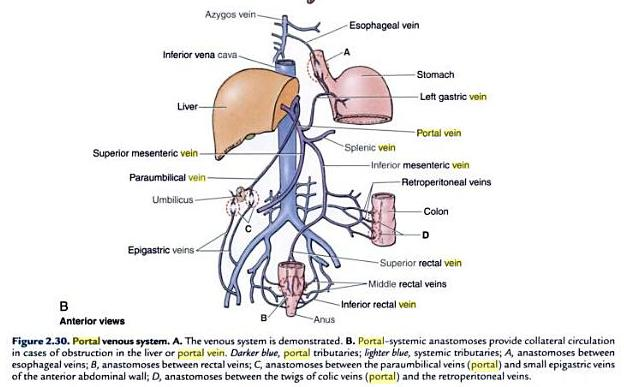 Azygos vein
Esophageal vein
A
Inferior vena cava
Stomach
Left gastric vein
Liver
Portal vein
Splenic vein
Superior mesenteric vein
Inferior mesenteric vein
Paraumbilical vein
Retroperitoneal veins
Umbilicus
Colon
C
D
Epigastric veins
Superior rectal vein
Middle rectal veins
B
Inferior rectal vein
Anterior views
B
Anus
Figure 2.30. Portal venous system. A. The venous system is demonstrated. B. Portal-systemic anastomoses provide collateral circulation
in cases of obstruction in the liver or portal vein. Darker blue, portal tributaries; lighter blue, systemic tributaries; A, anastomoses between
esophageal veins; B, anastomoses between rectal veins; C, anastomoses between the paraumbilical veins (portal) and small epigastric veins
of the anterior abdominal wall; D, anastomoses between the twigs of colic veins (portal) and the retroperitoneal veins.